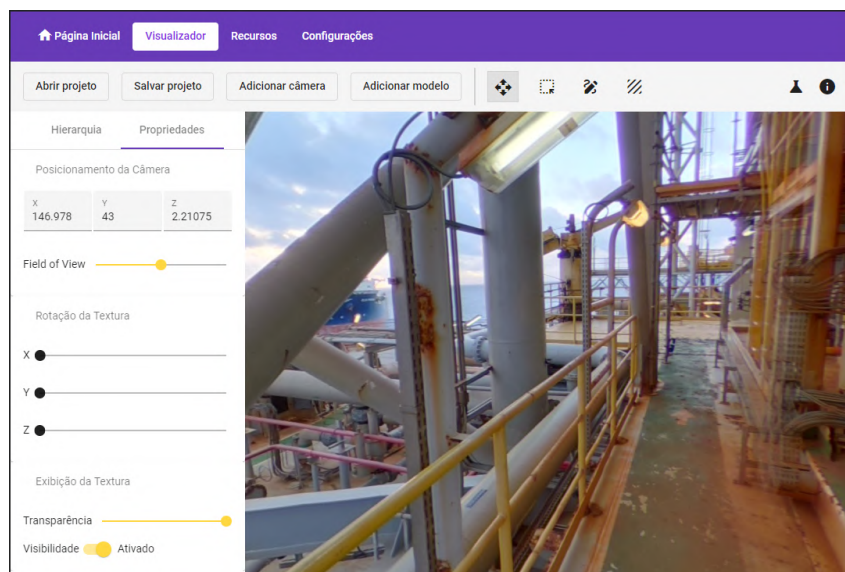 Página Inicial Visualizador Recursos Configurações
Abrir projeto Salvar projeto Adicionar câmera Adicionar modelo
Hierarquia Propriedades
Posicionamento da Câmera
X Y Z
146.978 43 2.21075
Field of View
Rotação da Textura
X
Y
Z
Exibição da Textura
Transparência
Visibilidade Ativado